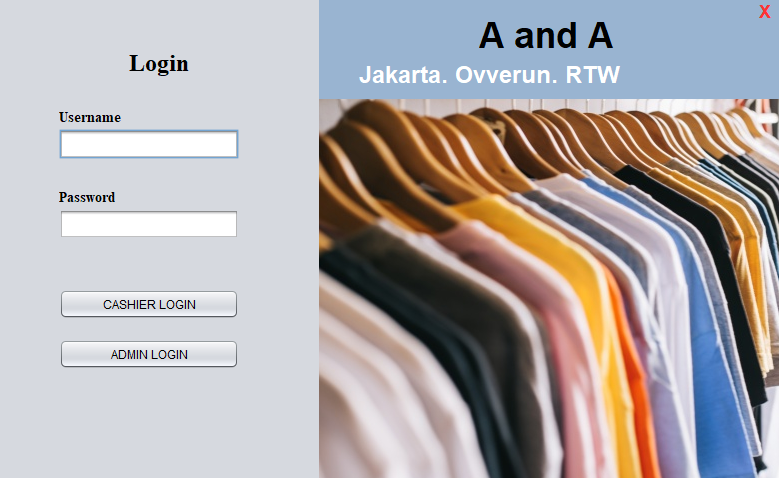 Login
Username
Password
CASHIER LOGIN
ADMIN LOGIN
X
A and A
Jakarta. Ovverun. RTW